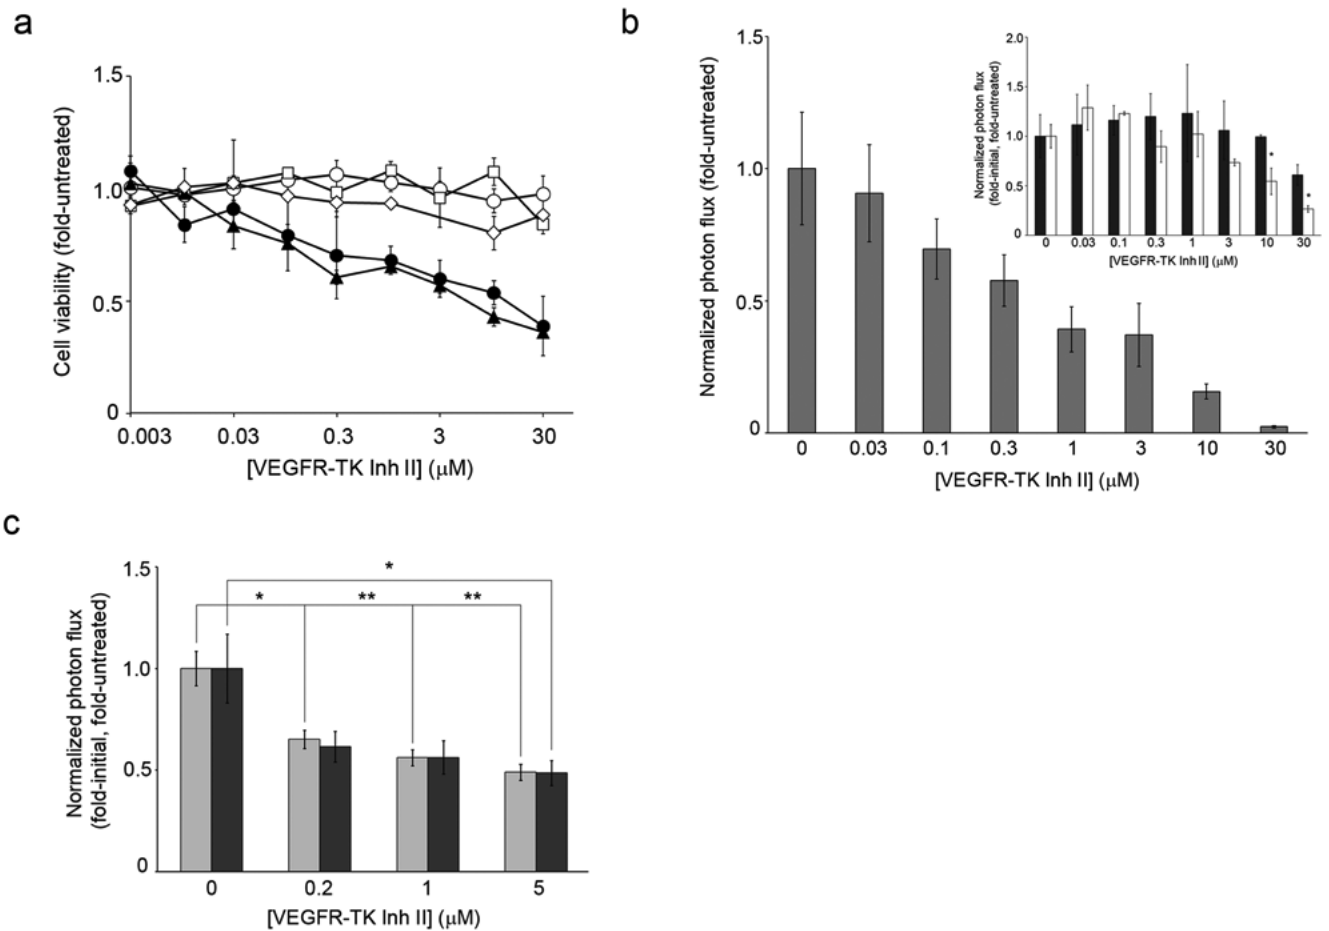 a
1.5
1.0
0.5
0
Cell viability (fold-untreated)
0.003 0.03 0.3 3 30
[VEGFR-TK Inh II] (μM)
b
1.5
1.0
0.5
0
Normalized photon flux (fold-untreated)
0 0.03 0.1 0.3 1 3 10 30
[VEGFR-TK Inh II] (μM)
2.0
1.5
1.0
0.5
0
Normalized photon flux
(fold-initial, fold-untreated)
* *
0 0.03 0.1 0.3 1 3 10 30
[VEGFR-TK Inh II] (μM)
c
1.5
1.0
0.5
0
Normalized photon flux
(fold-initial, fold-untreated)
*
* ** **
0 0.2 1 5
[VEGFR-TK Inh II] (μM)